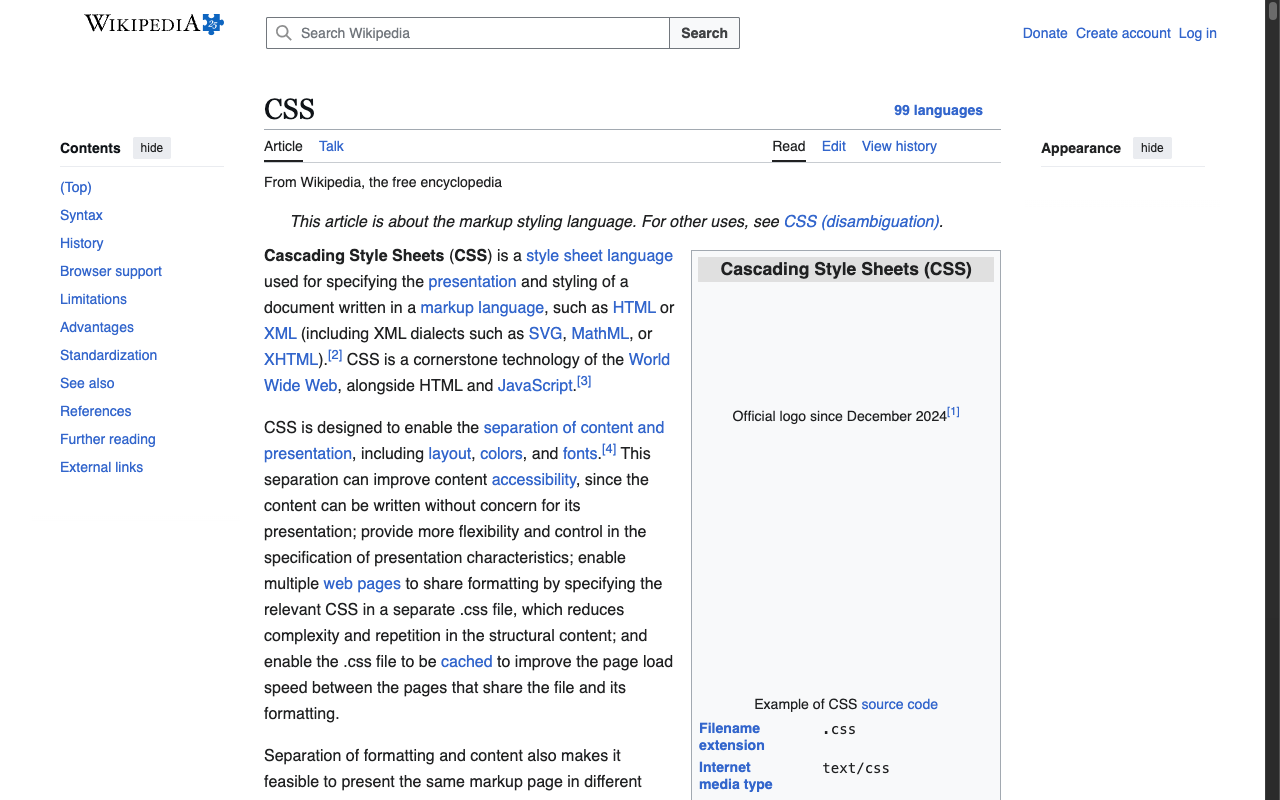 WIKIPEDIA 25
Search Wikipedia
Search
Donate Create account Log in
CSS
99 languages
Contents hide
Article Talk
Read Edit View history
Appearance hide
(Top)
Syntax
History
Browser support
Limitations
Advantages
Standardization
See also
References
Further reading
External links
From Wikipedia, the free encyclopedia
This article is about the markup styling language. For other uses, see CSS (disambiguation).
Cascading Style Sheets (CSS) is a style sheet language
used for specifying the presentation and styling of a
document written in a markup language, such as HTML or
XML (including XML dialects such as SVG, MathML, or
XHTML).[2] CSS is a cornerstone technology of the World
Wide Web, alongside HTML and JavaScript.[3]
CSS is designed to enable the separation of content and
presentation, including layout, colors, and fonts.[4] This
separation can improve content accessibility, since the
content can be written without concern for its
presentation; provide more flexibility and control in the
specification of presentation characteristics; enable
multiple web pages to share formatting by specifying the
relevant CSS in a separate .css file, which reduces
complexity and repetition in the structural content; and
enable the .css file to be cached to improve the page load
speed between the pages that share the file and its
formatting.
Separation of formatting and content also makes it
feasible to present the same markup page in different
Cascading Style Sheets (CSS)
Official logo since December 2024[1]
Example of CSS source code
Filename
extension
.css
Internet
media type
text/css